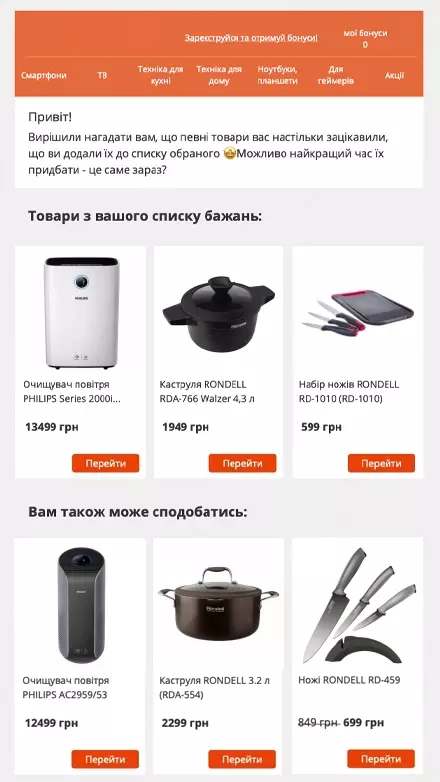 Зареєструйся та отримуй бонуси!
мої бонуси
0
Смартфони
ТВ
Техніка для
кухні
Техніка для
дому
Ноутбуки,
планшети
Для
геймерів
Акції
Привіт!
Вирішили нагадати вам, що певні товари вас настільки зацікавили,
що ви додали їх до списку обраного 🤩Можливо найкращий час їх
придбати - це саме зараз?
Товари з вашого списку бажань:
PHILIPS
Очищувач повітря
PHILIPS Series 2000i...
13499 грн
Перейти
Каструля RONDELL
RDA-766 Walzer 4,3 л
1949 грн
Перейти
Набір ножів RONDELL
RD-1010 (RD-1010)
599 грн
Перейти
Вам також може сподобатись:
Очищувач повітря
PHILIPS AC2959/53
12499 грн
Перейти
Röndell
Каструля RONDELL 3.2 л
(RDA-554)
2299 грн
Перейти
Ножі RONDELL RD-459
849 грн 699 грн
Перейти